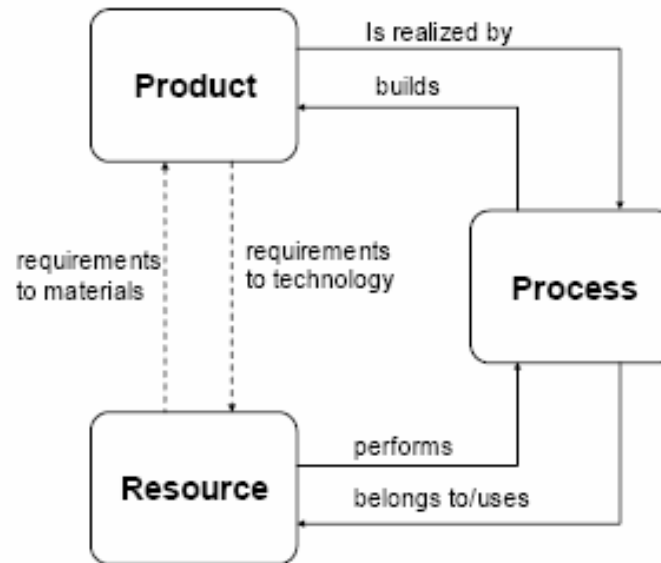 Is realized by
Product
builds
requirements
to materials
requirements
to technology
Process
performs
Resource
belongs to/uses